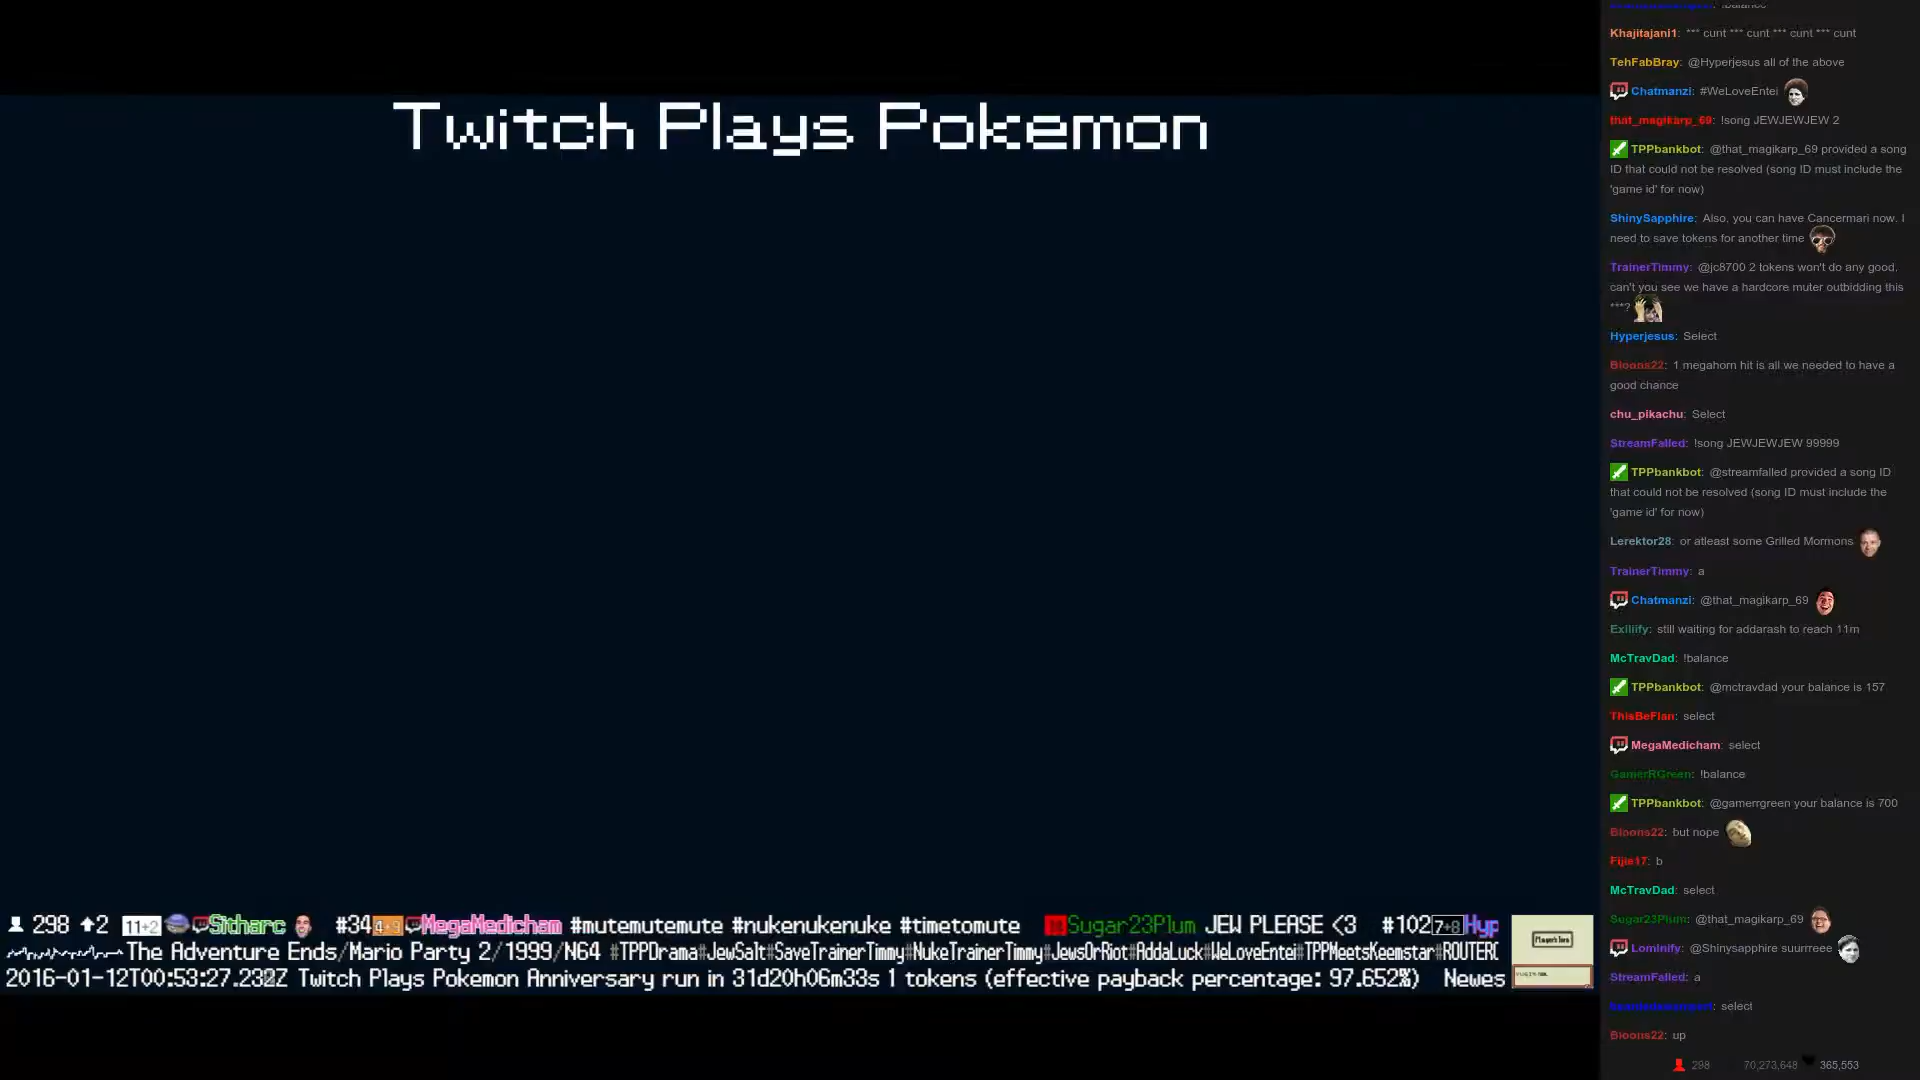 Twitch Plays Pokemon
298 2 11+2 Sitharc #34 4+9 MegaMedicham #mutemutemute #nukenukenuke #timetomute Sugar23Plum JEW PLEASE <3 #102 7+8 Hyp
The Adventure Ends/Mario Party 2/1999/N64 #TPPDrama#JewSalt#SaveTrainerTimmy#NukeTrainerTimmy#JewsOrRiot#AddaLuck#WeLoveEntei#TPPMeetsKeemstar#ROUTER
Twitch Plays Pokemon Anniversary run in 31d20h06m33s 1 tokens (effective payback percentage: 97.652%) Newes
Khajitajani1: *** cunt *** cunt *** cunt *** cunt
TehFabBray: @Hyperjesus all of the above
Chatmanzi: #WeLoveEntei
that_magikarp_69: !song JEWJEWJEW 2
TPPbankbot: @that_magikarp_69 provided a song
ID that could not be resolved (song ID must include the
'game id' for now)
ShinySapphire: Also, you can have Cancermari now. I
need to save tokens for another time
TrainerTimmy: @jc8700 2 tokens won't do any good,
can't you see we have a hardcore muter outbidding this
***?
Hyperjesus: Select
Bloons22: 1 megahorn hit is all we needed to have a
good chance
chu_pikachu: Select
StreamFalled: !song JEWJEWJEW 99999
TPPbankbot: @streamfalled provided a song ID
that could not be resolved (song ID must include the
'game id' for now)
Lerektor28: or atleast some Grilled Mormons
TrainerTimmy: a
Chatmanzi: @that_magikarp_69
Exlliify: still waiting for addarash to reach 11m
McTravDad: !balance
TPPbankbot: @mctravdad your balance is 157
ThisBeFlan: select
MegaMedicham: select
GamerRGreen: !balance
TPPbankbot: @gamerrgreen your balance is 700
Bloons22: but nope
Fijis17: b
McTravDad: select
Sugar23Plum: @that_magikarp_69
Lominify: @Shinysapphire suurrreee
StreamFalled: a
select
Bloons22: up
298 70,273,648 365,553